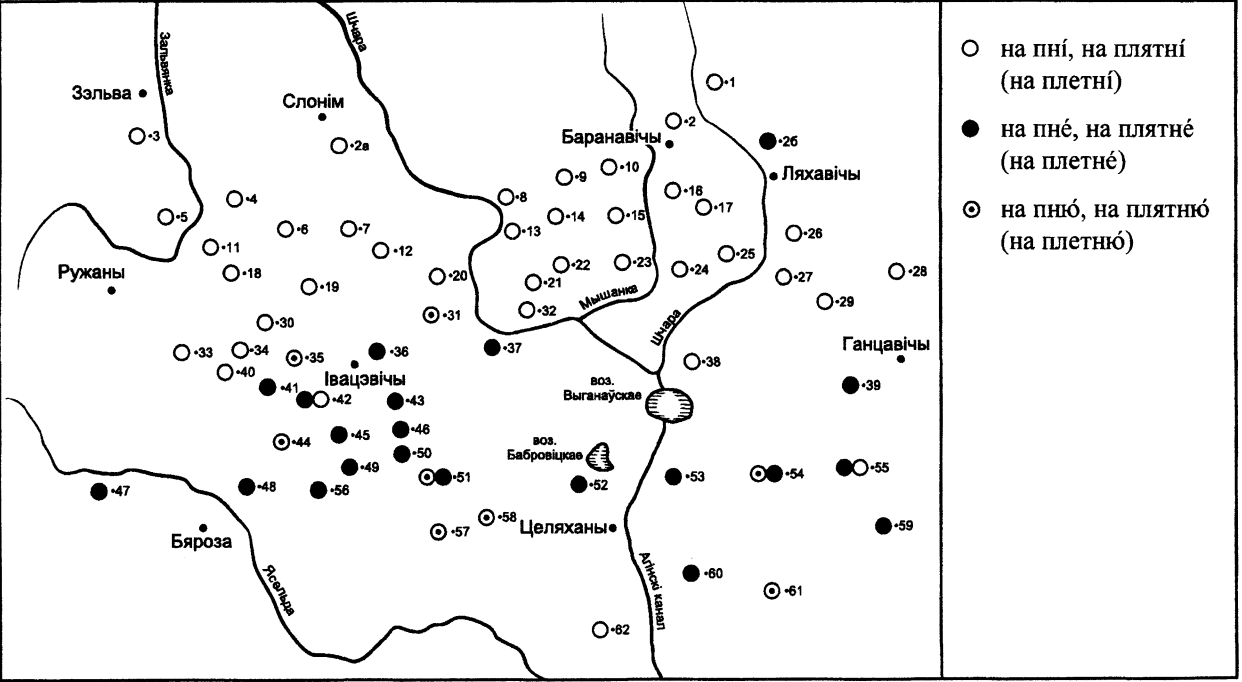 Зальвянка
Шчара
Зэльва
Слонім
Баранавічы
Ляхавічы
Ружаны
Мышанка
Шчара
Ганцавічы
Івацэвічы
воз.
Выганаўскае
воз.
Бабровіцкае
Бяроза
Целяханы
Ясельда
Агінскі канал
•1
•2
•2а
•2б
•3
•4
•5
•6
•7
•8
•9
•10
•11
•12
•13
•14
•15
•16
•17
•18
•19
•20
•21
•22
•23
•24
•25
•26
•27
•28
•29
•30
•31
•32
•33
•34
•35
•36
•37
•38
•39
•40
•41
•42
•43
•44
•45
•46
•47
•48
•49
•50
•51
•52
•53
•54
•55
•56
•57
•58
•59
•60
•61
•62
на пні́, на плятні́
(на плетні́)
на пне́, на плятне́
(на плетне́)
на пню́, на плятню́
(на плетню́)